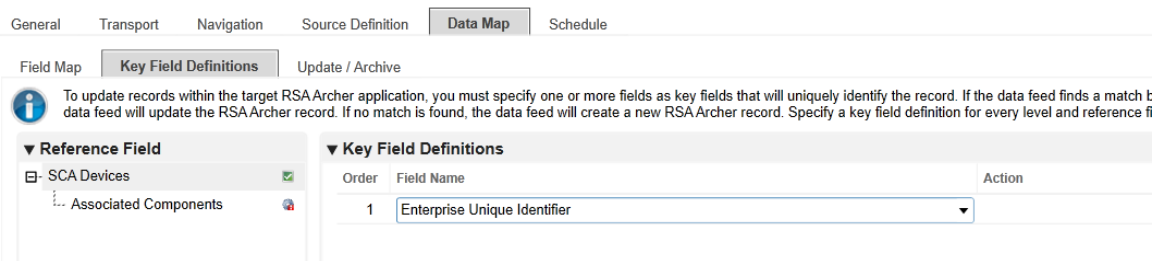 General Transport Navigation Source Definition Data Map Schedule
Field Map Key Field Definitions Update / Archive
To update records within the target RSA Archer application, you must specify one or more fields as key fields that will uniquely identify the record. If the data feed finds a match
data feed will update the RSA Archer record. If no match is found, the data feed will create a new RSA Archer record. Specify a key field definition for every level and reference
Reference Field Key Field Definitions
SCA Devices Order Field Name Action
Associated Components 1 Enterprise Unique Identifier